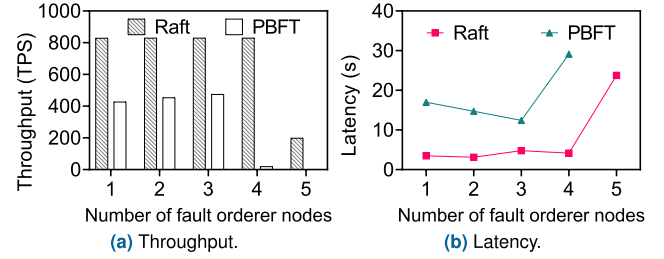 Throughput (TPS)
1000
800
600
400
200
0
Raft PBFT
1 2 3 4 5
Number of fault orderer nodes
(a) Throughput.
Latency (s)
40
30
20
10
0
Raft PBFT
1 2 3 4 5
Number of fault orderer nodes
(b) Latency.